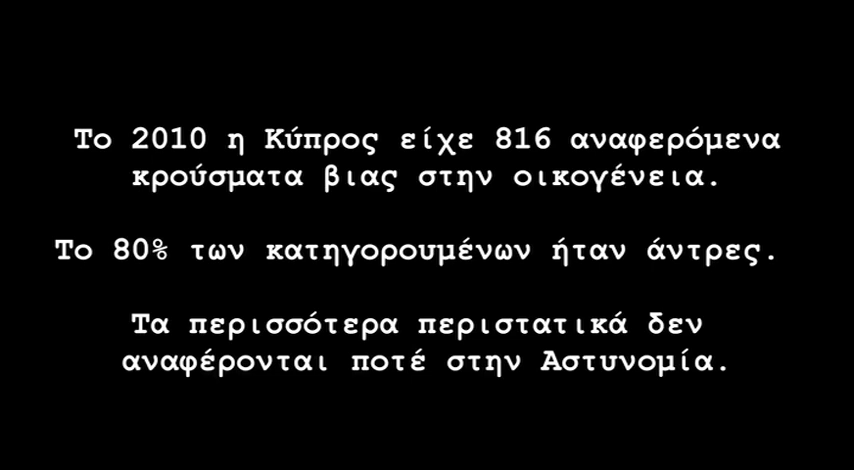 Το 2010 η Κύπρος είχε 816 αναφερόμενα
κρούσματα βιας στην οικογένεια.
Το 80% των κατηγορουμένων ήταν άντρες.
Τα περισσότερα περιστατικά δεν
αναφέρονται ποτέ στην Αστυνομία.